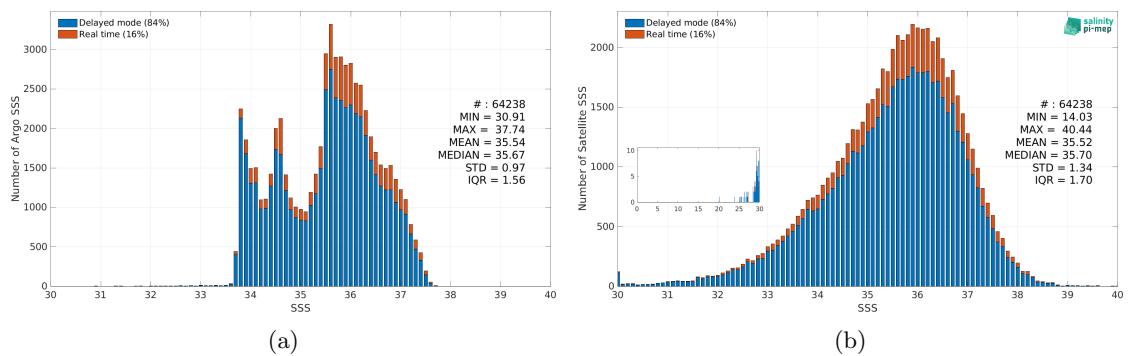 Delayed mode (84%)
Real time (16%)
3000
2500
2000
1500
1000
500
0
Number of Argo SSS
# : 64238
MIN = 30.91
MAX = 37.74
MEAN = 35.54
MEDIAN = 35.67
STD = 0.97
IQR = 1.56
30 31 32 33 34 35 36 37 38 39 40
SSS
(a)
Delayed mode (84%)
Real time (16%)
salinity
pi-mep
2000
1500
1000
500
0
Number of Satellite SSS
# : 64238
MIN = 14.03
MAX = 40.44
MEAN = 35.52
MEDIAN = 35.70
STD = 1.34
IQR = 1.70
10
5
0
0 5 10 15 20 25 30
30 31 32 33 34 35 36 37 38 39 40
SSS
(b)